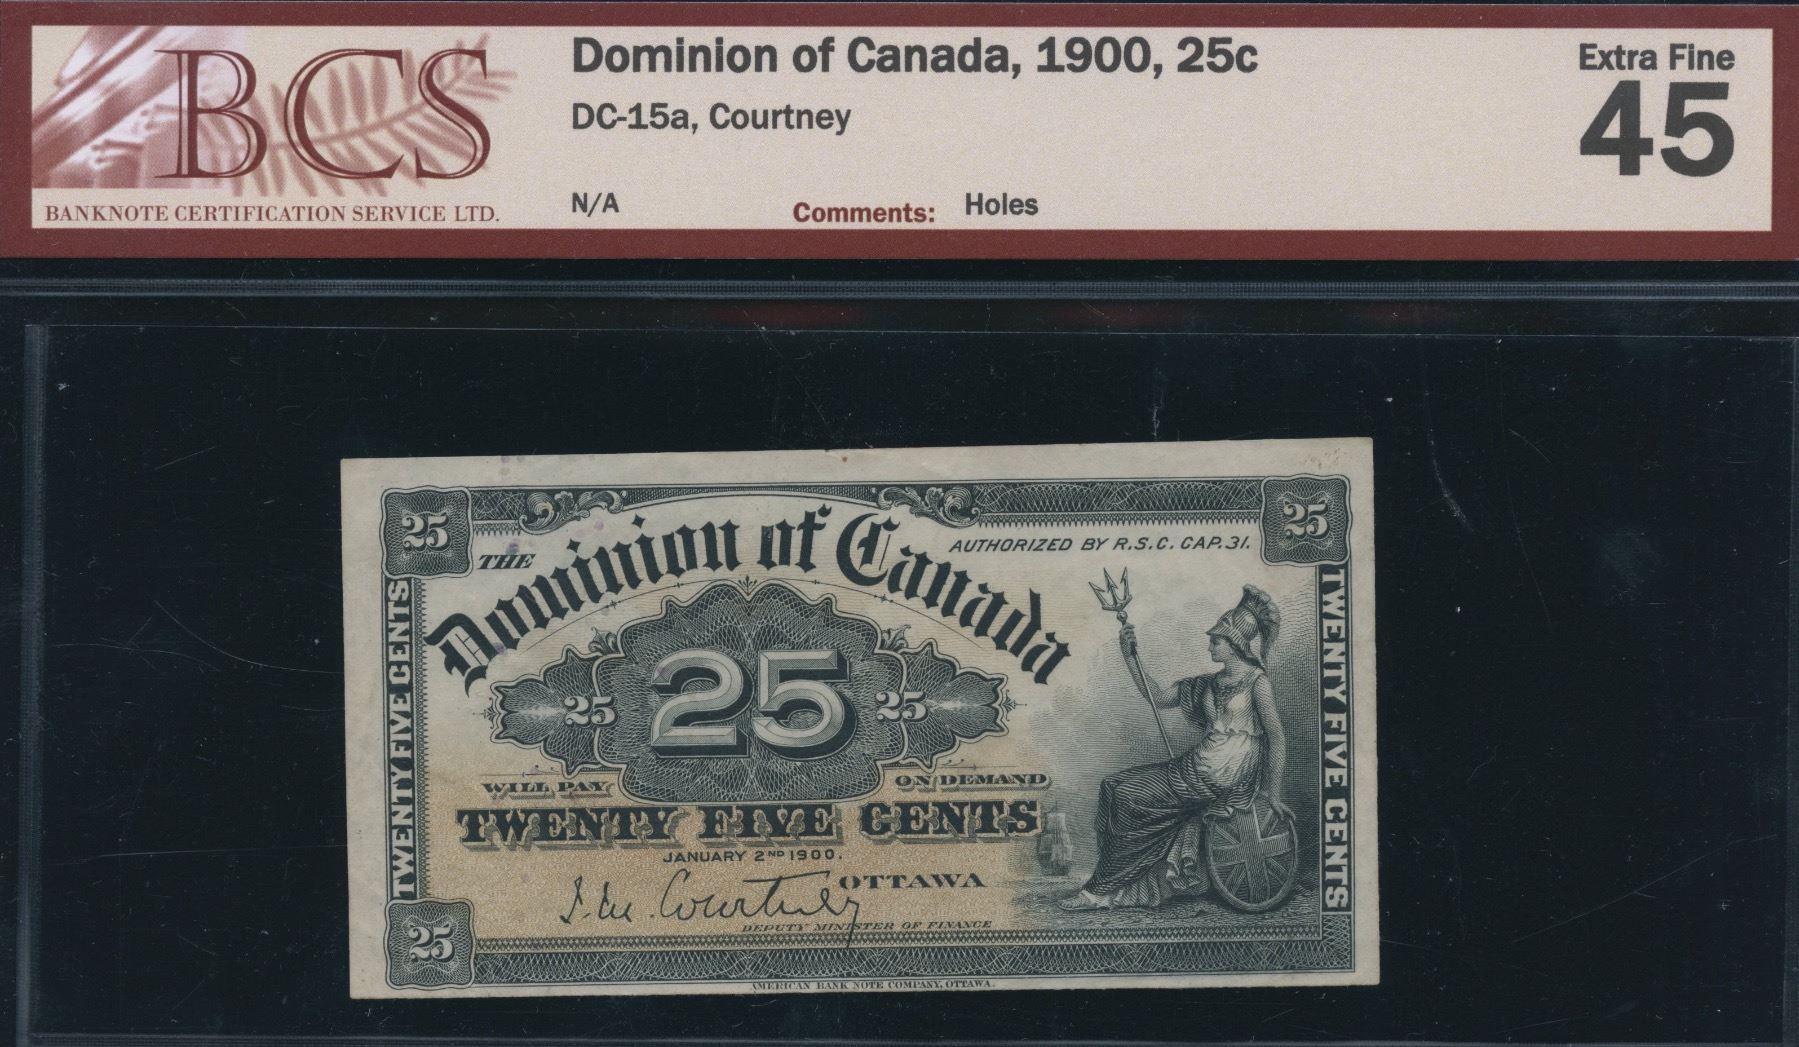 BCS
BANKNOTE CERTIFICATION SERVICE LTD.
Dominion of Canada, 1900, 25c
DC-15a, Courtney
N/A
Comments: Holes
Extra Fine
45
25
25
THE
Dominion of Canada
AUTHORIZED BY R.S.C. CAP. 31.
TWENTY FIVE CENTS
25
25
25
TWENTY FIVE CENTS
WILL PAY
ON DEMAND
TWENTY FIVE CENTS
JANUARY 2ND 1900.
OTTAWA
J. M. Courtney
DEPUTY MINISTER OF FINANCE
25
AMERICAN BANK NOTE COMPANY, OTTAWA.